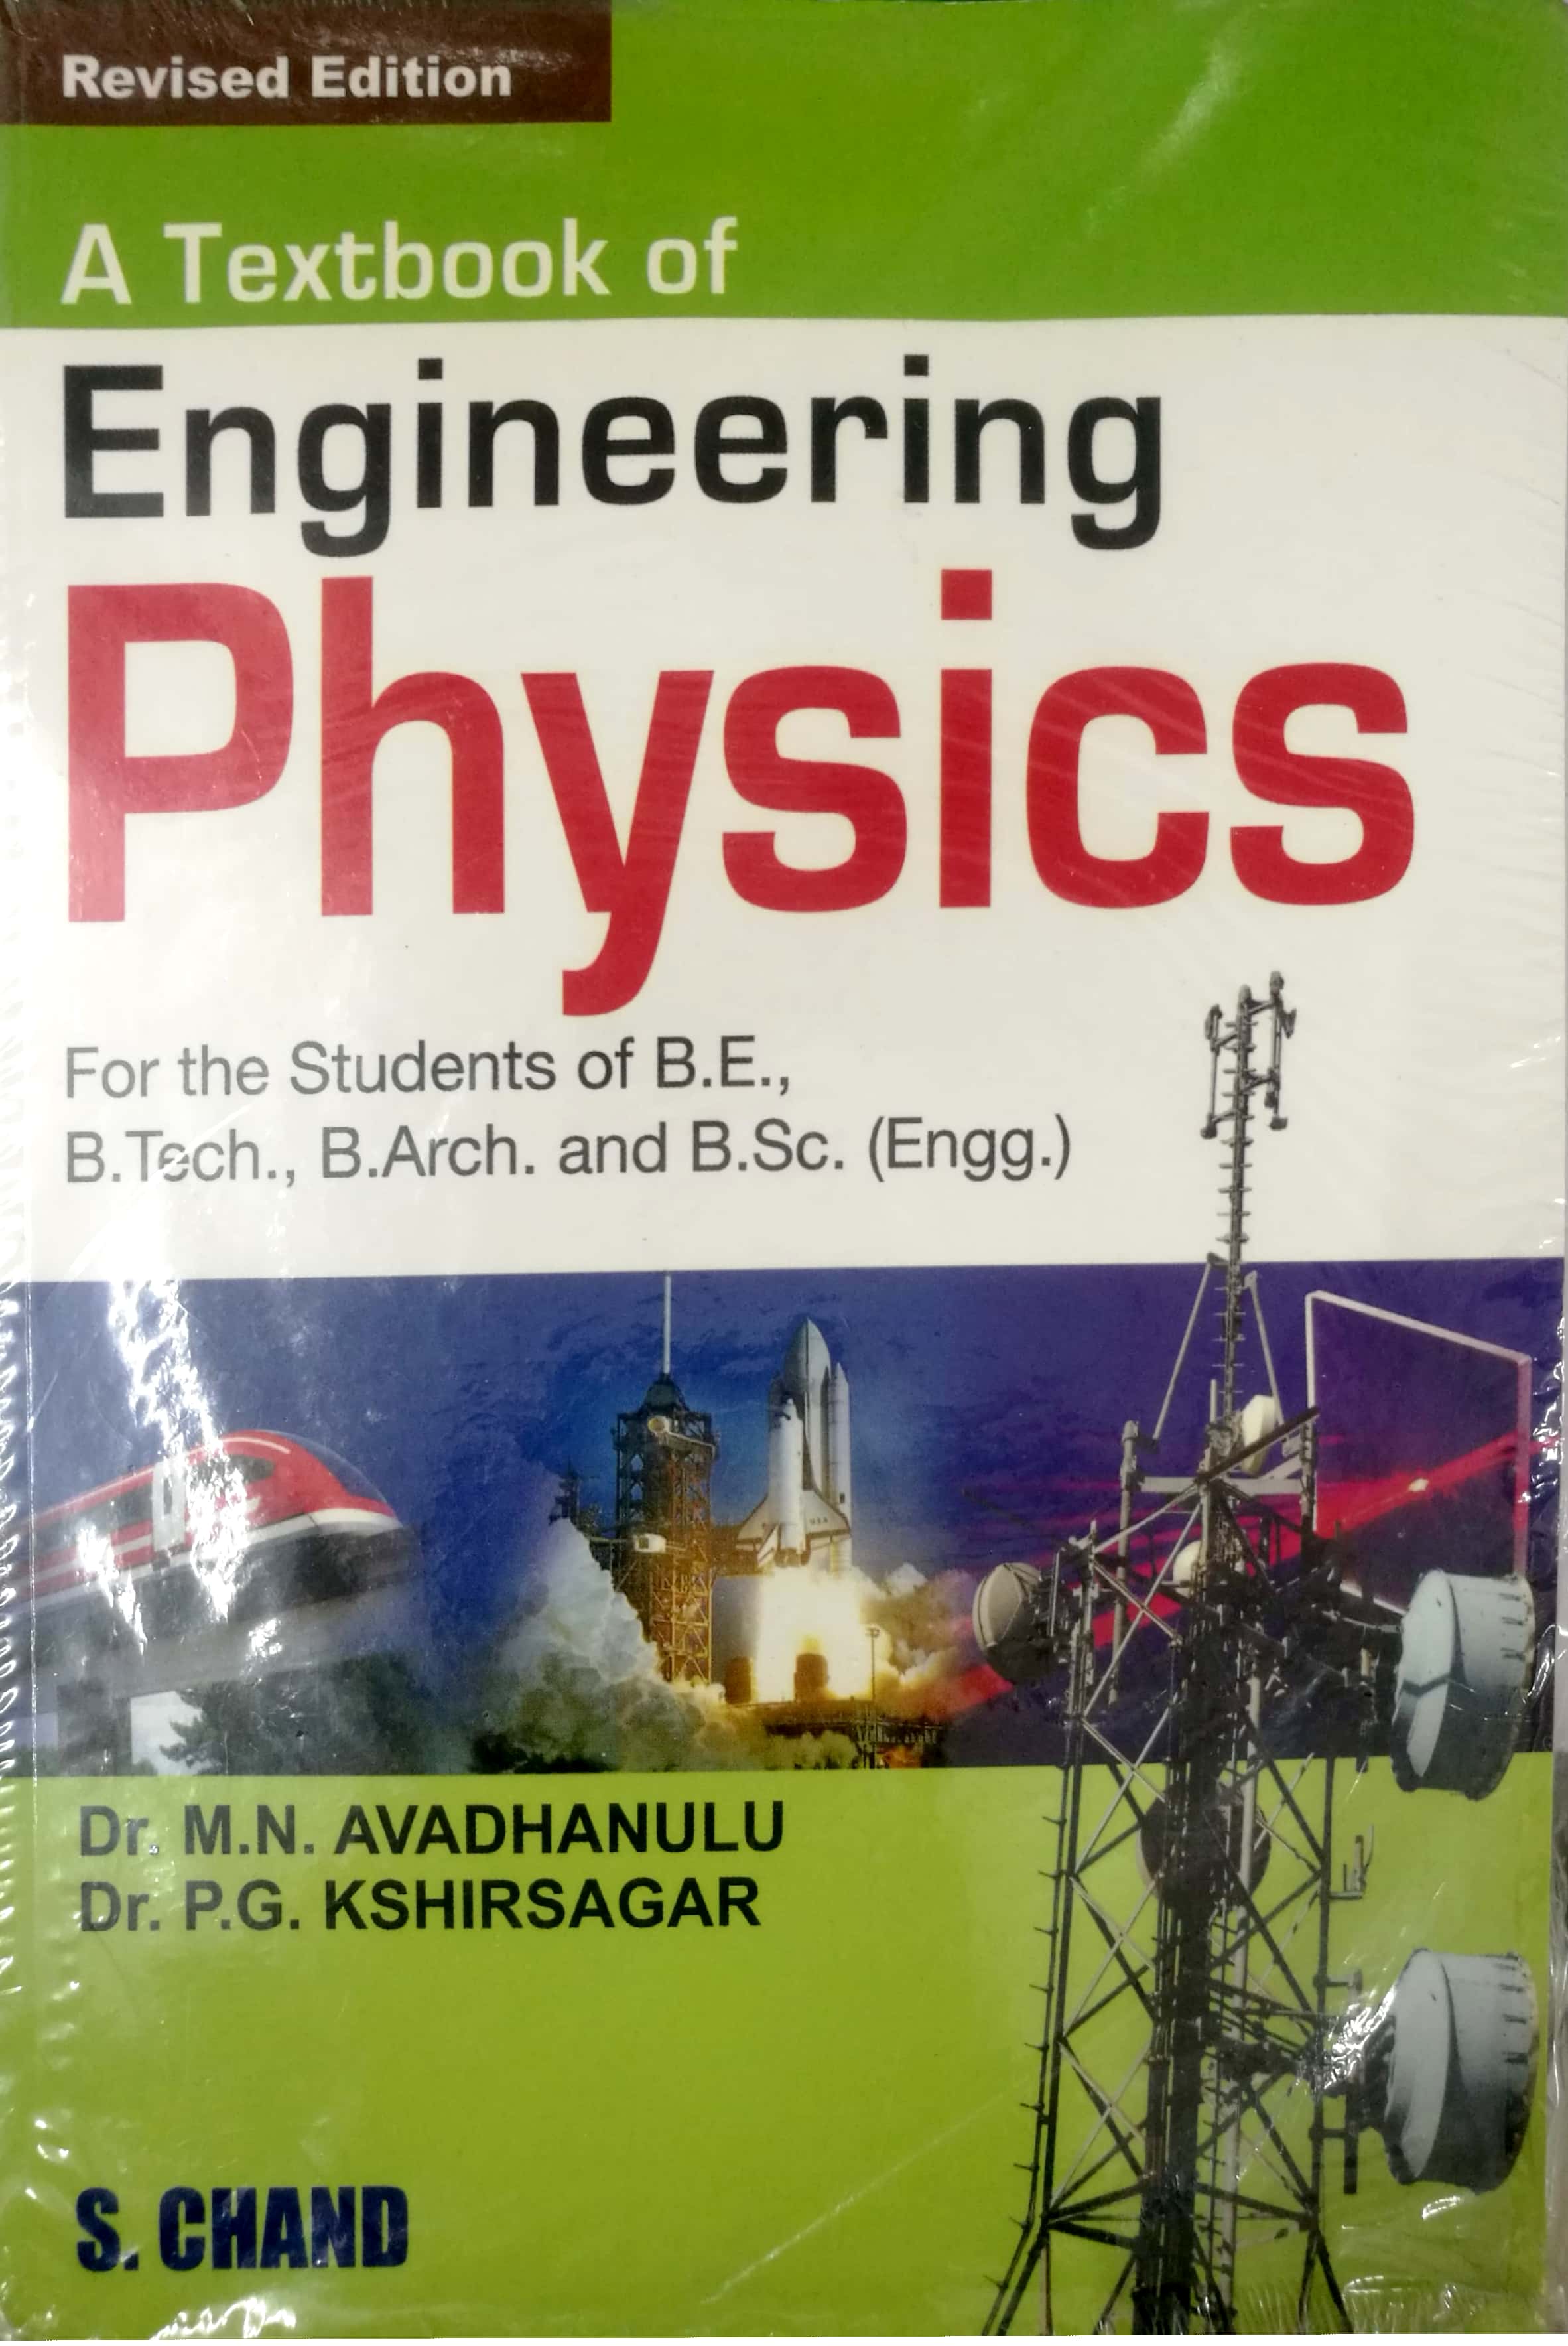 Revised Edition
A Textbook of
Engineering
Physics
For the Students of B.E.,
B.Tech., B.Arch. and B.Sc. (Engg.)
USA
Dr. M.N. AVADHANULU
Dr. P.G. KSHIRSAGAR
S. CHAND